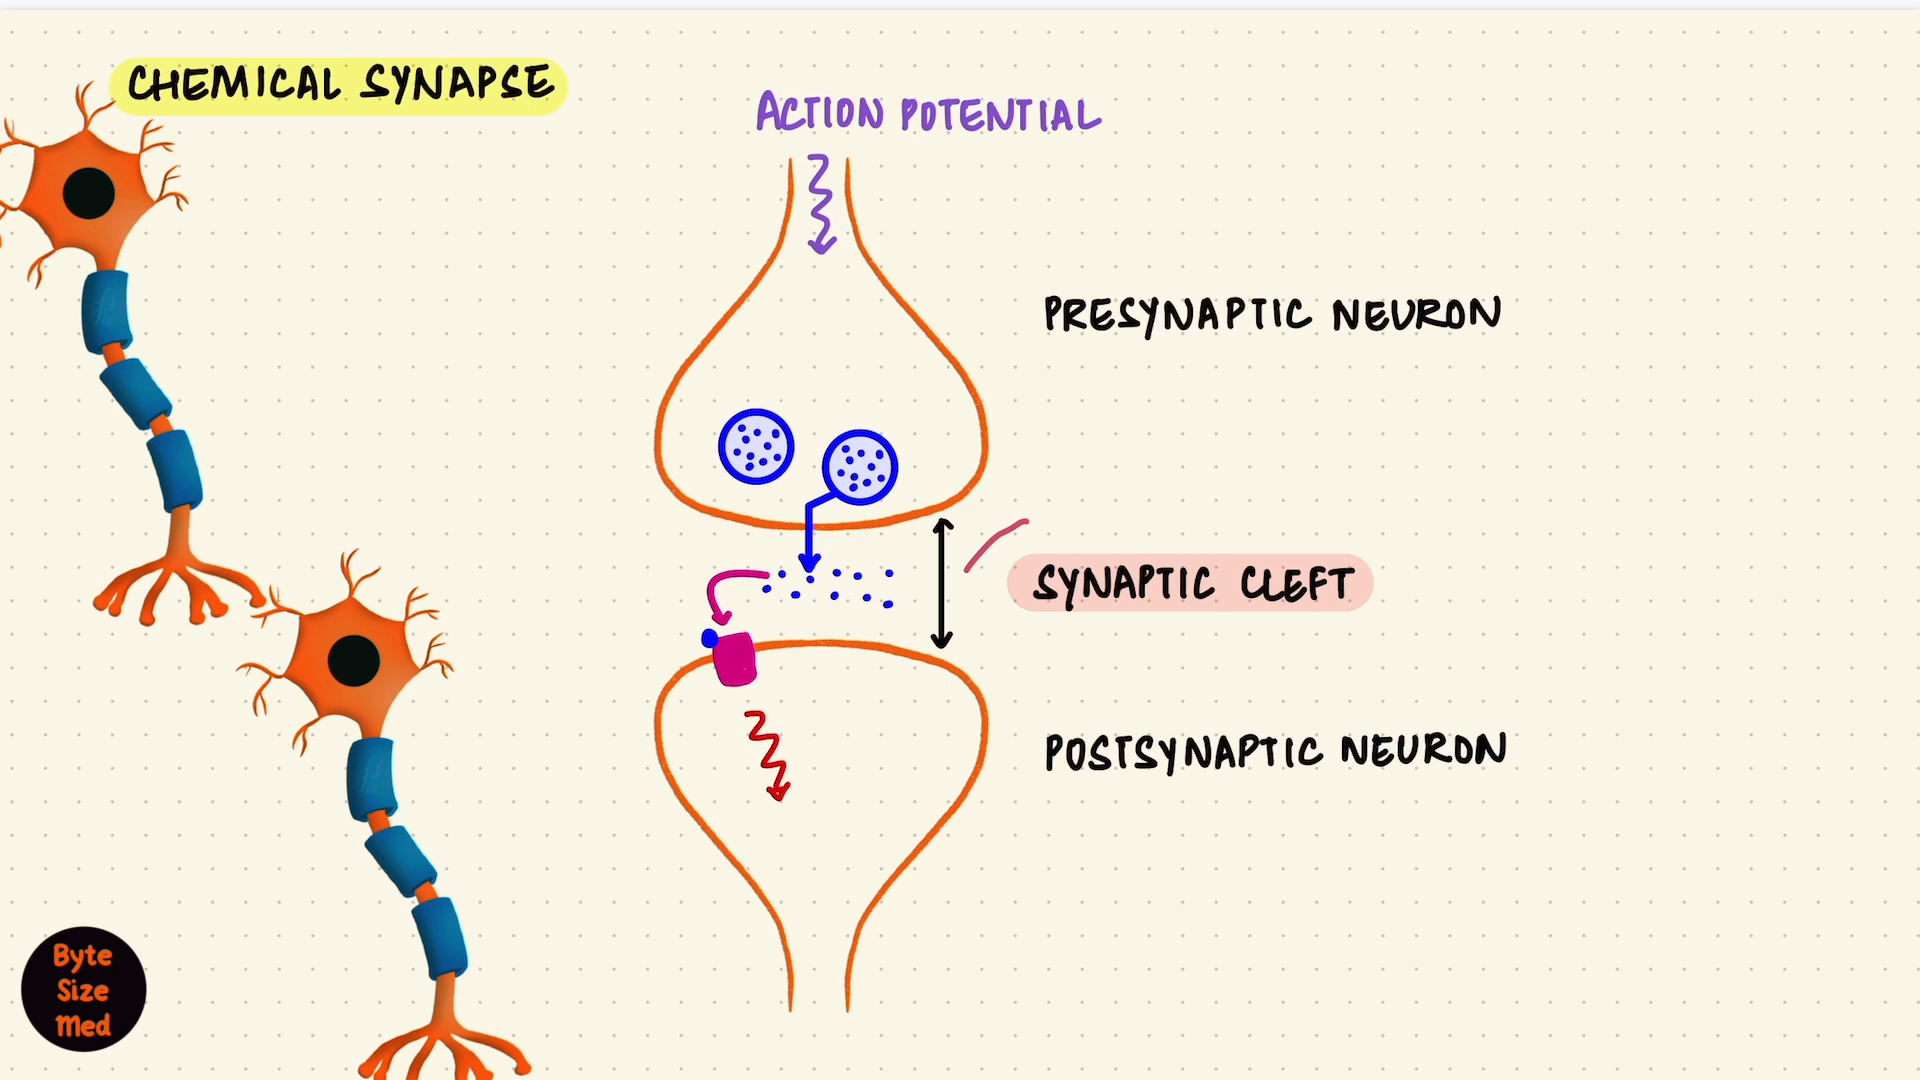 CHEMICAL SYNAPSE
ACTION POTENTIAL
PRESYNAPTIC NEURON
SYNAPTIC CLEFT
POSTSYNAPTIC NEURON
Byte
Size
Med